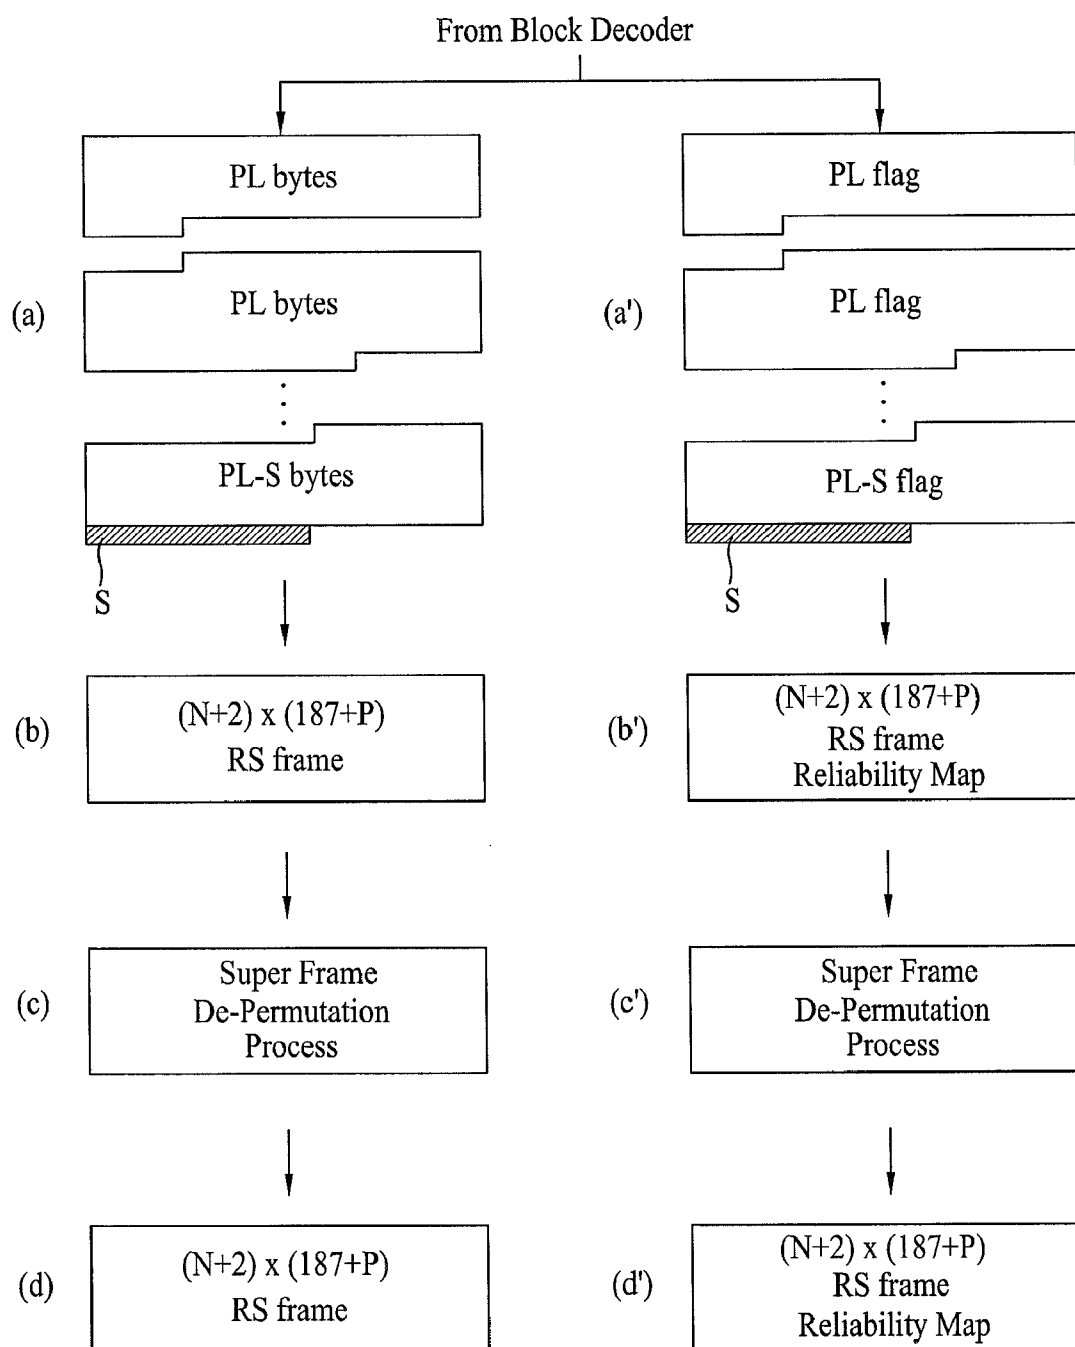 From Block Decoder
PL bytes
PL flag
(a)
PL bytes
(a')
PL flag
PL-S bytes
PL-S flag
S
S
(b)
(N+2) x (187+P)
RS frame
(b')
(N+2) x (187+P)
RS frame
Reliability Map
(c)
Super Frame
De-Permutation
Process
(c')
Super Frame
De-Permutation
Process
(d)
(N+2) x (187+P)
RS frame
(d')
(N+2) x (187+P)
RS frame
Reliability Map